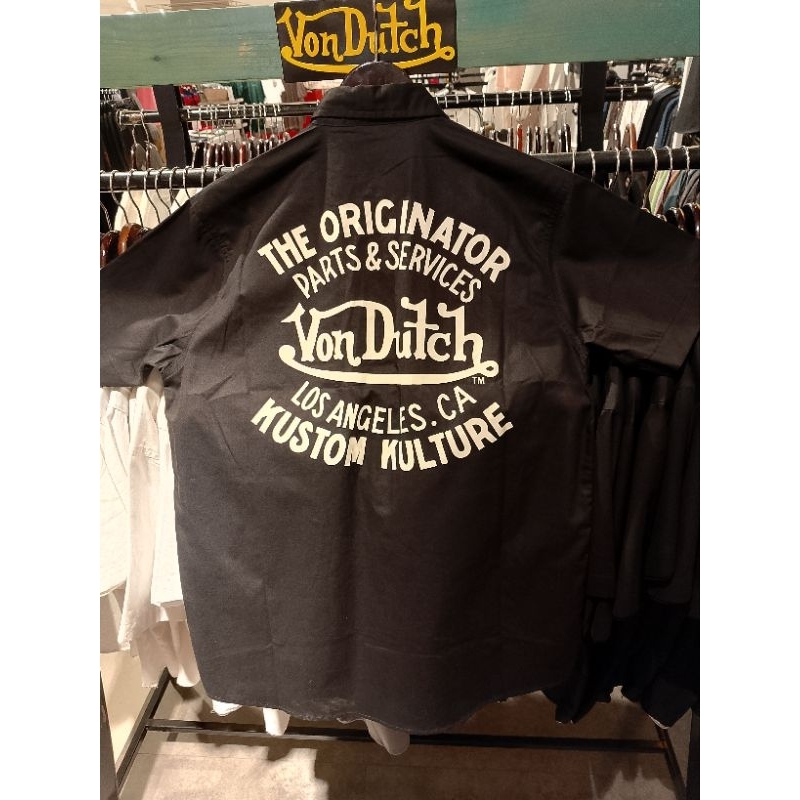 Von Dutch
THE ORIGINATOR
PARTS & SERVICES
Von Dutch
TM
LOS ANGELES. CA
KUSTOM KULTURE